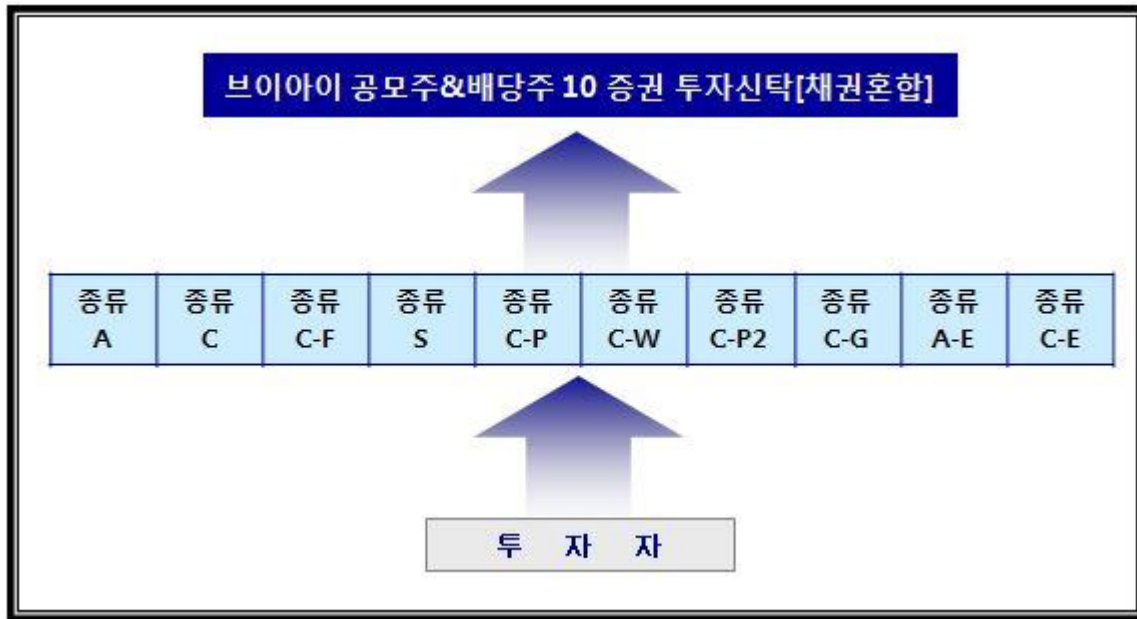 브이아이 공모주&배당주 10 증권 투자신탁[채권혼합]
종류 종류 종류 종류 종류 종류 종류 종류 종류 종류
A C C-F S C-P C-W C-P2 C-G A-E C-E
투 자 자